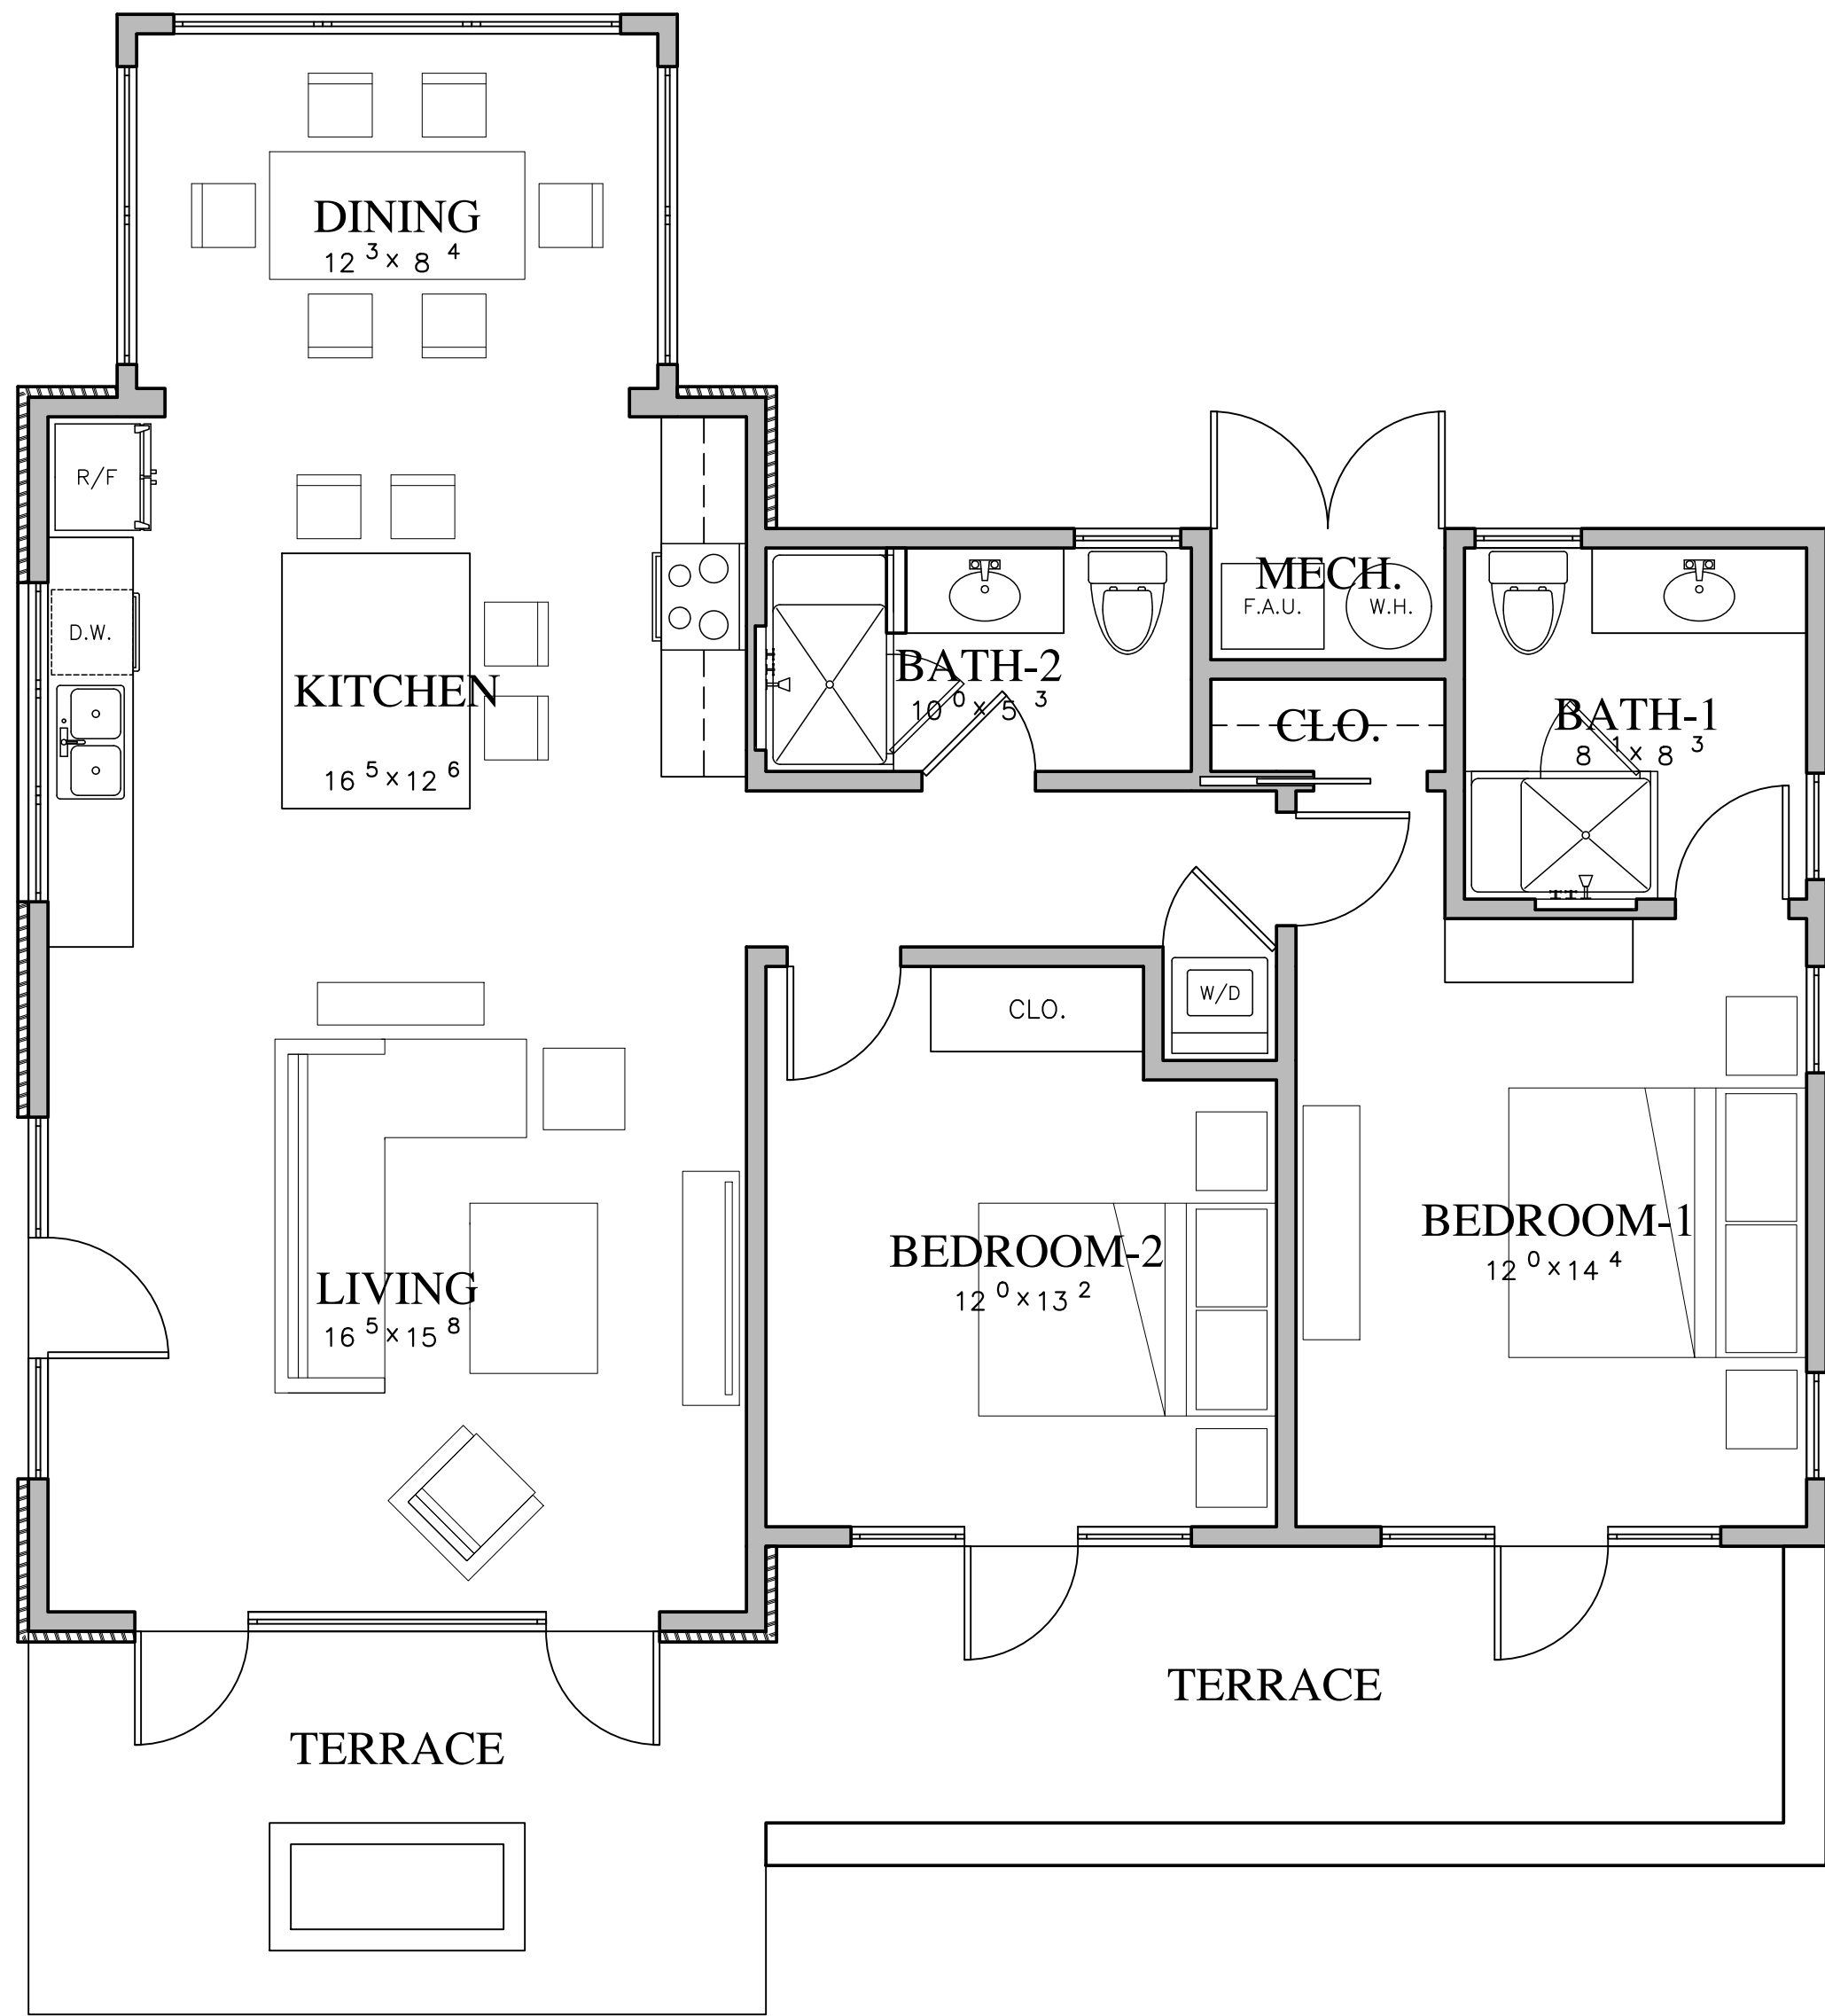 DINING
12 3 x 8 4
R/F
D.W.
KITCHEN
16 5 x 12 6
MECH.
F.A.U.
W.H.
BATH-2
10 0 x 5 3
CLO.
BATH-1
8 1 x 8 3
W/D
CLO.
BEDROOM-1
12 0 x 14 4
BEDROOM-2
12 0 x 13 2
LIVING
16 5 x 15 8
TERRACE
TERRACE